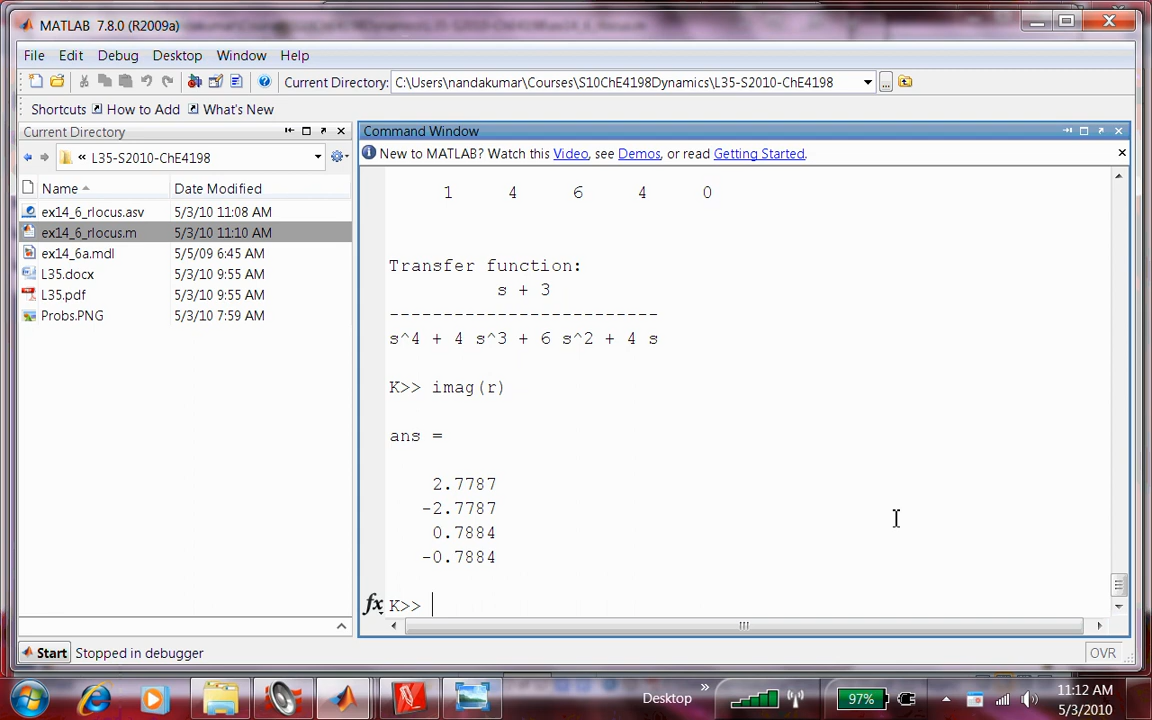 MATLAB 7.8.0 (R2009a)
File Edit Debug Desktop Window Help
Current Directory: C:\Users\nandakumar\Courses\S10ChE4198Dynamics\L35-S2010-ChE4198
Shortcuts How to Add What's New
Current Directory
« L35-S2010-ChE4198
Name Date Modified
ex14_6_rlocus.asv 5/3/10 11:08 AM
ex14_6_rlocus.m 5/3/10 11:10 AM
ex14_6a.mdl 5/5/09 6:45 AM
L35.docx 5/3/10 9:55 AM
L35.pdf 5/3/10 9:55 AM
Probs.PNG 5/3/10 7:59 AM
Command Window
New to MATLAB? Watch this Video, see Demos, or read Getting Started.
1 4 6 4 0
Transfer function:
s + 3
-------------------------
s^4 + 4 s^3 + 6 s^2 + 4 s
K>> imag(r)
ans =
2.7787
-2.7787
0.7884
-0.7884
fx K>>
Start Stopped in debugger
OVR
Desktop » 97% 11:12 AM
5/3/2010